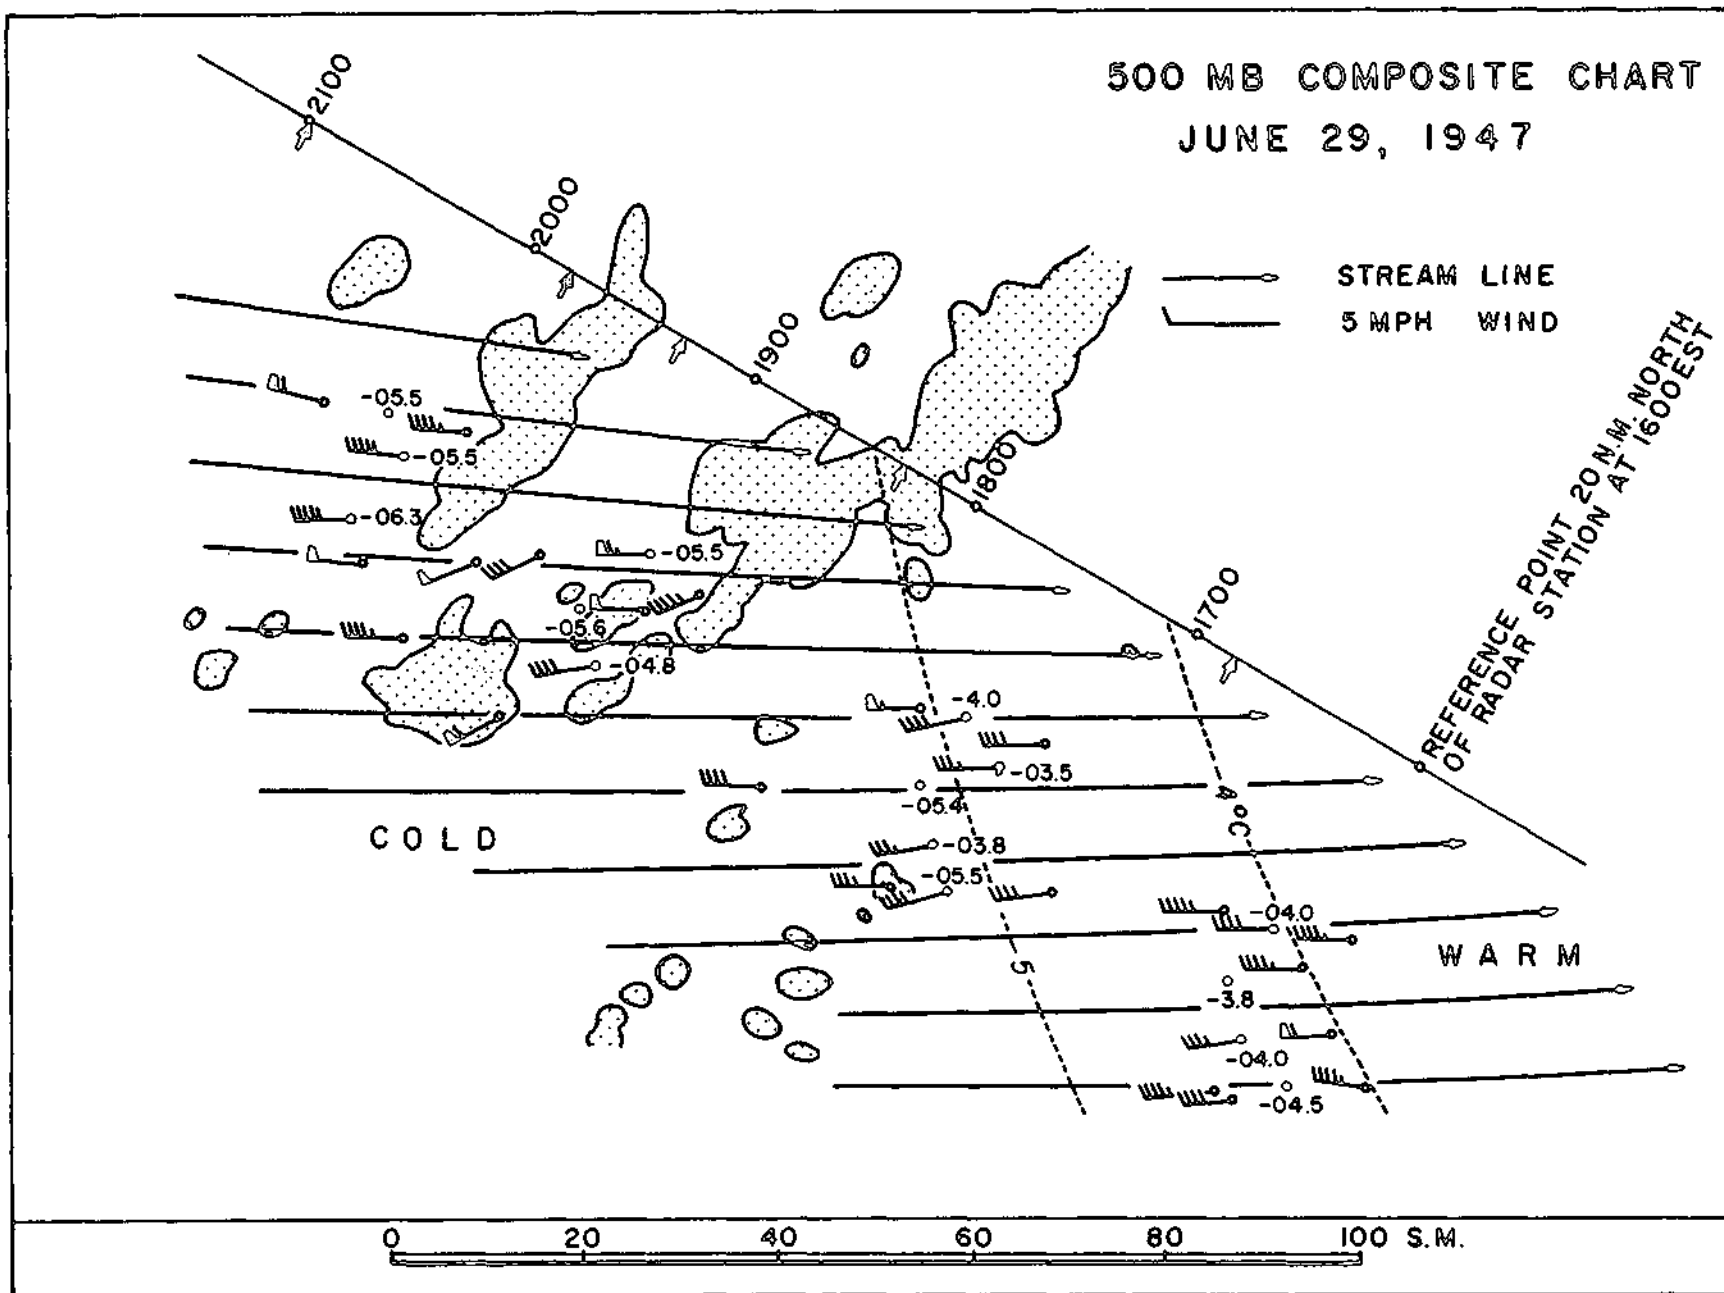 500 MB COMPOSITE CHART
JUNE 29, 1947
STREAM LINE
5 MPH WIND
2100
2000
1900
1800
1700
REFERENCE POINT 20 N.M. NORTH
OF RADAR STATION AT 1600EST
-05.5
-05.5
-06.3
-05.5
-05.6
-04.8
-4.0
-03.5
-05.4
4 °C
COLD
-03.8
-05.5
-04.0
WARM
5
-3.8
-04.0
-04.5
0 20 40 60 80 100 S.M.